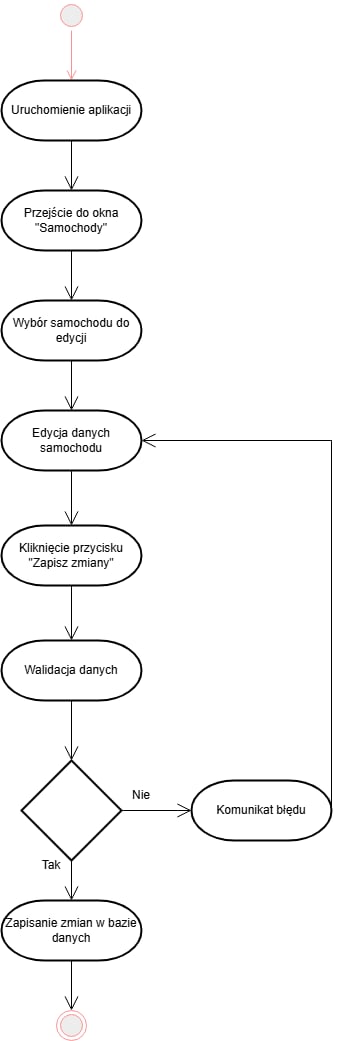 Uruchomienie aplikacji
Przejście do okna
"Samochody"
Wybór samochodu do
edycji
Edycja danych
samochodu
Kliknięcie przycisku
"Zapisz zmiany"
Walidacja danych
Nie
Komunikat błędu
Tak
Zapisanie zmian w bazie
danych